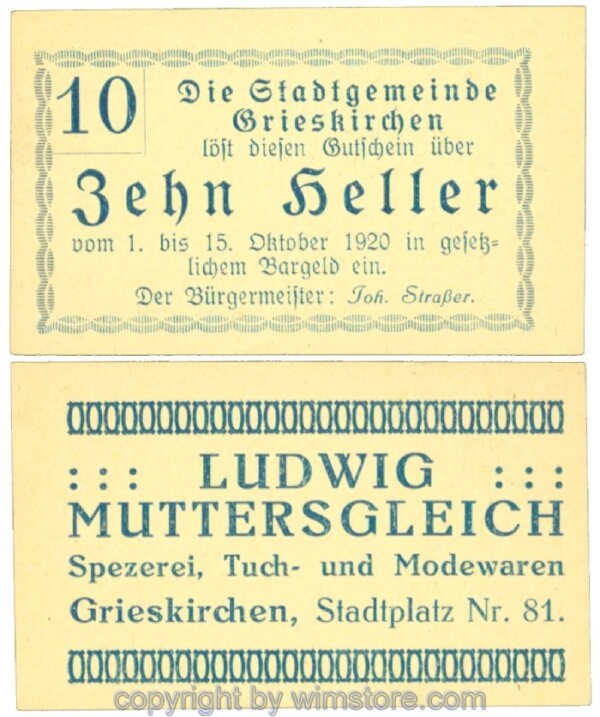 10
Die Stadtgemeinde
Grieskirchen
löst diesen Gutschein über
Zehn Heller
vom 1. bis 15. Oktober 1920 in gesetz=
lichem Bargeld ein.
Der Bürgermeister: Joh. Straßer.
::: LUDWIG :::
MUTTERSGLEICH
Spezerei, Tuch- und Modewaren
Grieskirchen, Stadtplatz Nr. 81.
copyright by wimstore.com